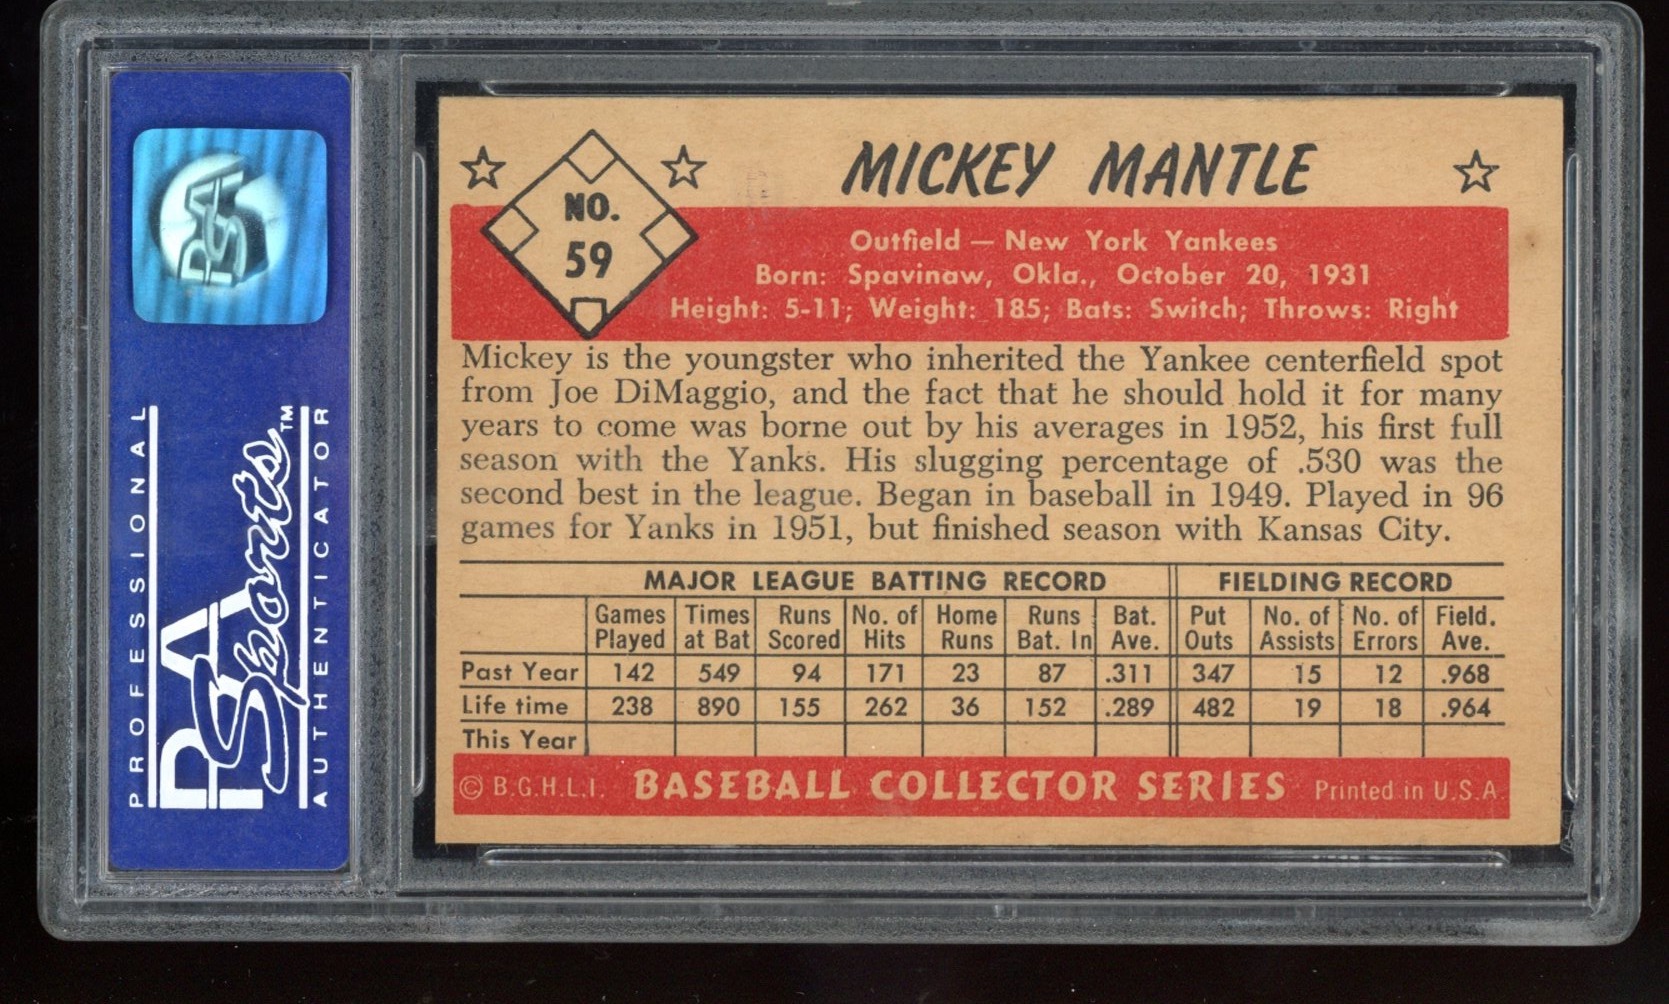 PSA
PROFESSIONAL
PSA Sports™
AUTHENTICATOR
NO.
59
MICKEY MANTLE
Outfield — New York Yankees
Born: Spavinaw, Okla., October 20, 1931
Height: 5-11; Weight: 185; Bats: Switch; Throws: Right
Mickey is the youngster who inherited the Yankee centerfield spot
from Joe DiMaggio, and the fact that he should hold it for many
years to come was borne out by his averages in 1952, his first full
season with the Yanks. His slugging percentage of .530 was the
second best in the league. Began in baseball in 1949. Played in 96
games for Yanks in 1951, but finished season with Kansas City.
MAJOR LEAGUE BATTING RECORD FIELDING RECORD
Games Times Runs No. of Home Runs Bat. Put No. of No. of Field.
Played at Bat Scored Hits Runs Bat. In Ave. Outs Assists Errors Ave.
Past Year 142 549 94 171 23 87 .311 347 15 12 .968
Life time 238 890 155 262 36 152 .289 482 19 18 .964
This Year
© B.G.H.L.I. BASEBALL COLLECTOR SERIES Printed in U.S.A.